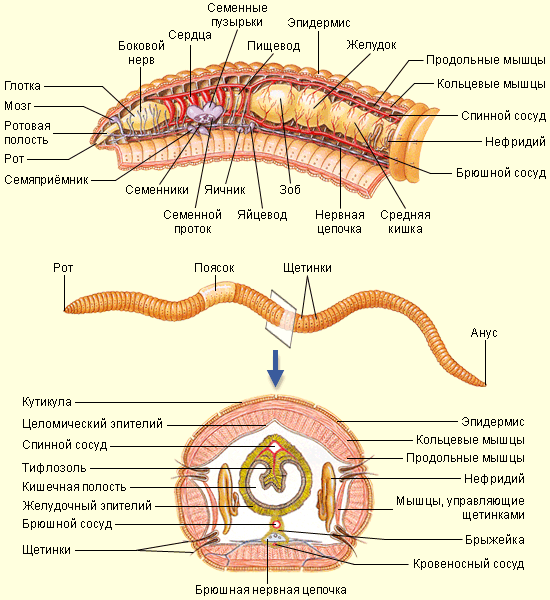 Семенные
пузырьки
Сердца
Эпидермис
Боковой
нерв
Пищевод
Желудок
Продольные мышцы
Кольцевые мышцы
Глотка
Мозг
Ротовая
полость
Рот
Спинной сосуд
Нефридий
Брюшной сосуд
Семяприёмник
Семенники
Яичник
Зоб
Семенной
проток
Яйцевод
Нервная
цепочка
Средняя
кишка
Рот
Поясок
Щетинки
Анус
Кутикула
Целомический эпителий
Спинной сосуд
Тифлозоль
Кишечная полость
Желудочный эпителий
Брюшной сосуд
Щетинки
Эпидермис
Кольцевые мышцы
Продольные мышцы
Нефридий
Мышцы, управляющие
щетинками
Брыжейка
Кровеносный сосуд
Брюшная нервная цепочка